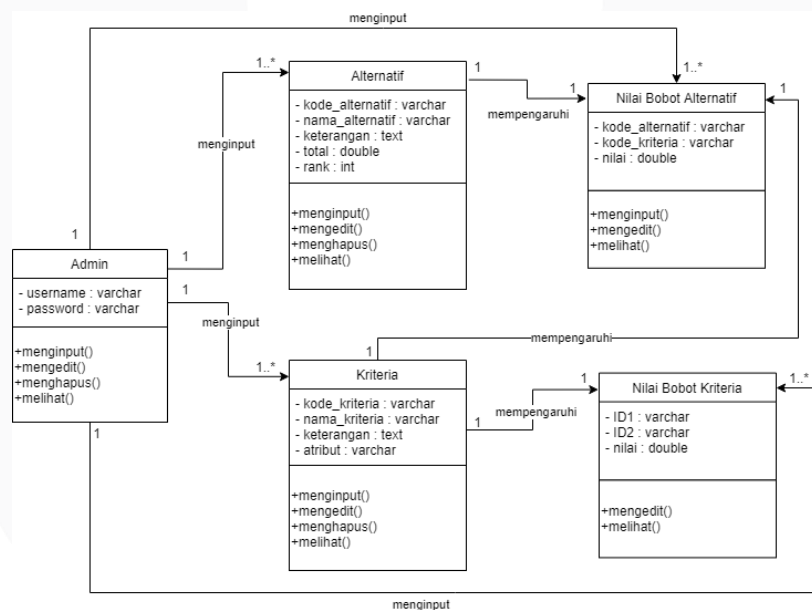 menginput
1
1..*
Alternatif
- kode_alternatif : varchar
- nama_alternatif : varchar
- keterangan : text
- total : double
- rank : int
+menginput()
+mengedit()
+menghapus()
+melihat()
1
mempengaruhi
1
1..*
Nilai Bobot Alternatif
- kode_alternatif : varchar
- kode_kriteria : varchar
- nilai : double
+menginput()
+mengedit()
+melihat()
1
menginput
1
Admin
- username : varchar
- password : varchar
+menginput()
+mengedit()
+menghapus()
+melihat()
1
menginput
1..*
1
mempengaruhi
Kriteria
- kode_kriteria : varchar
- nama_kriteria : varchar
- keterangan : text
- atribut : varchar
+menginput()
+mengedit()
+menghapus()
+melihat()
1
mempengaruhi
1
Nilai Bobot Kriteria
- ID1 : varchar
- ID2 : varchar
- nilai : double
+mengedit()
+melihat()
1..*
1
menginput